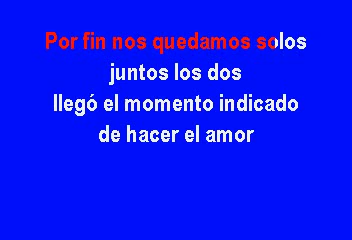 Por fin nos quedamos solos
juntos los dos
llegó el momento indicado
de hacer el amor